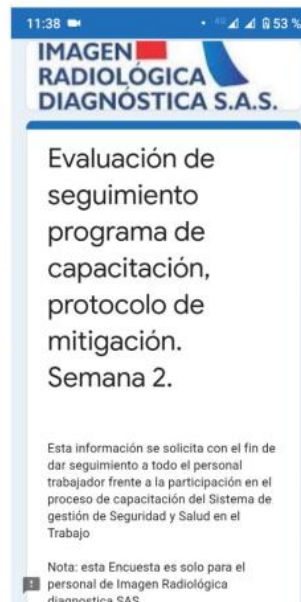 11:38
4G 53 %
IMAGEN
RADIOLÓGICA
DIAGNÓSTICA S.A.S.
Evaluación de
seguimiento
programa de
capacitación,
protocolo de
mitigación.
Semana 2.
Esta información se solicita con el fin de
dar seguimiento a todo el personal
trabajador frente a la participación en el
proceso de capacitación del Sistema de
gestión de Seguridad y Salud en el
Trabajo
Nota: esta Encuesta es solo para el
personal de Imagen Radiológica
diagnostica SAS